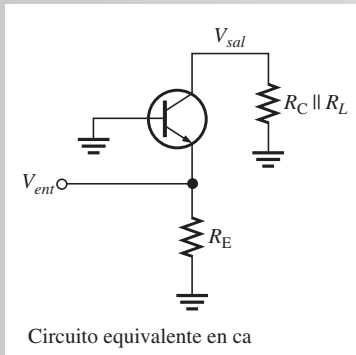 V_sal
R_C || R_L
V_ent
R_E
Circuito equivalente en ca